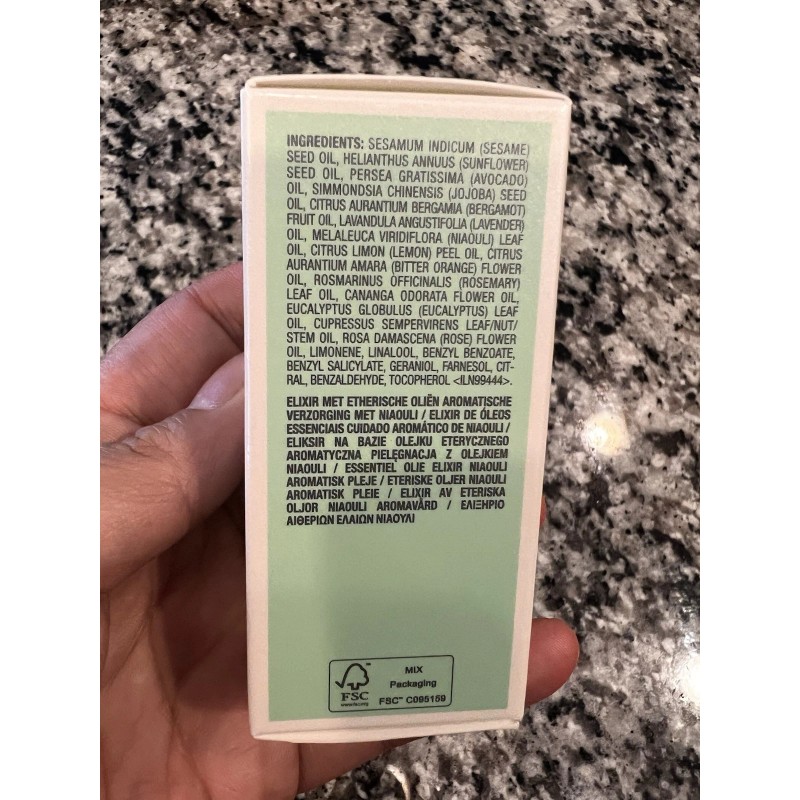 INGREDIENTS: SESAMUM INDICUM (SESAME)
SEED OIL, HELIANTHUS ANNUUS (SUNFLOWER)
SEED OIL, PERSEA GRATISSIMA (AVOCADO)
OIL, SIMMONDSIA CHINENSIS (JOJOBA) SEED
OIL, CITRUS AURANTIUM BERGAMIA (BERGAMOT)
FRUIT OIL, LAVANDULA ANGUSTIFOLIA (LAVENDER)
OIL, MELALEUCA VIRIDIFLORA (NIAOULI) LEAF
OIL, CITRUS LIMON (LEMON) PEEL OIL, CITRUS
AURANTIUM AMARA (BITTER ORANGE) FLOWER
OIL, ROSMARINUS OFFICINALIS (ROSEMARY)
LEAF OIL, CANANGA ODORATA FLOWER OIL,
EUCALYPTUS GLOBULUS (EUCALYPTUS) LEAF
OIL, CUPRESSUS SEMPERVIRENS LEAF/NUT/
STEM OIL, ROSA DAMASCENA (ROSE) FLOWER
OIL, LIMONENE, LINALOOL, BENZYL BENZOATE,
BENZYL SALICYLATE, GERANIOL, FARNESOL, CIT-
RAL, BENZALDEHYDE, TOCOPHEROL <ILN99444>.
ELIXIR MET ETHERISCHE OLIËN AROMATISCHE
VERZORGING MET NIAOULI / ELIXIR DE ÓLEOS
ESSENCIAIS CUIDADO AROMÁTICO DE NIAOULI /
ELIKSIR NA BAZIE OLEJKU ETERYCZNEGO
AROMATYCZNA PIELĘGNACJA Z OLEJKIEM
NIAOULI / ESSENTIEL OLIE ELIXIR NIAOULI
AROMATISK PLEJE / ETERISKE OLJER NIAOULI
AROMATISK PLEIE / ELIXIR AV ETERISKA
OLJOR NIAOULI AROMAVÅRD / ΕΛΙΞΗΡΙΟ
ΑΙΘΕΡΙΩΝ ΕΛΑΙΩΝ ΝΙΑΟΥΛΙ
FSC™
www.fsc.org
MIX
Packaging
FSC™ C095159